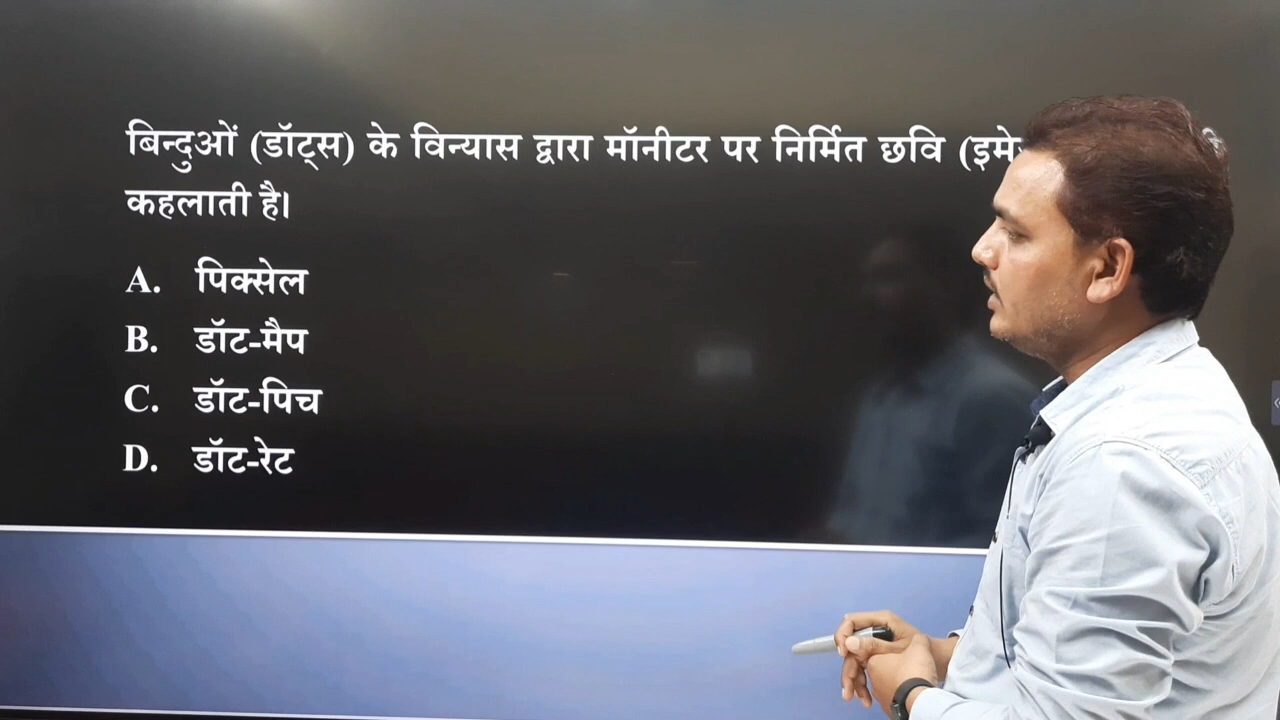 बिन्दुओं (डॉट्स) के विन्यास द्वारा मॉनीटर पर निर्मित छवि
कहलाती है।
A. पिक्सेल
B. डॉट-मैप
C. डॉट-पिच
D. डॉट-रेट